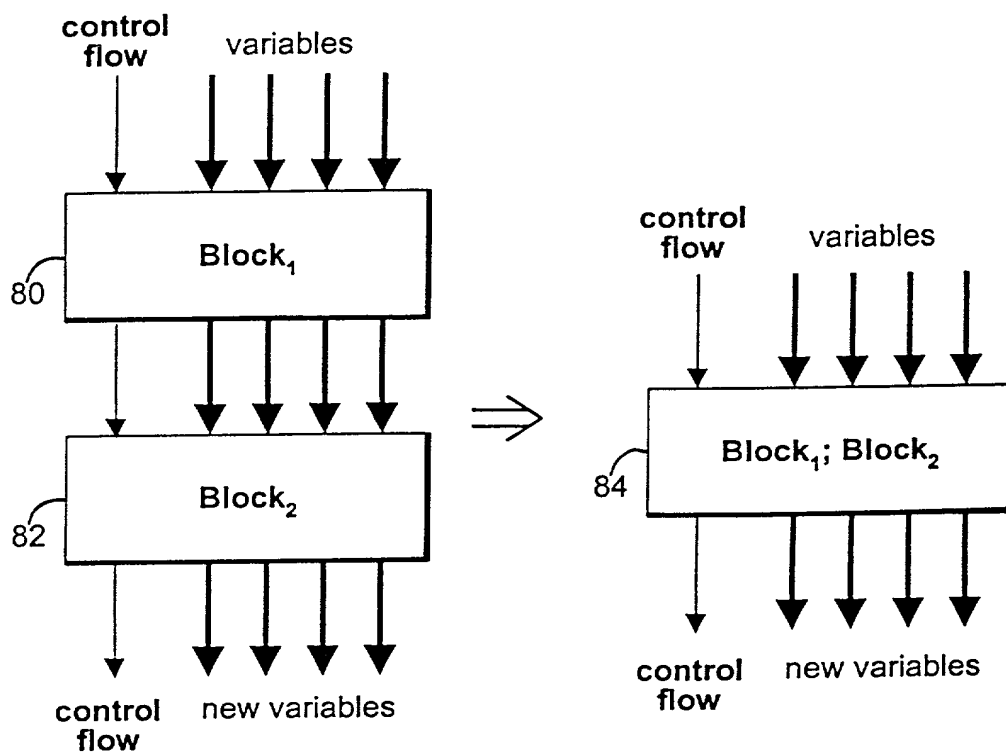 control
flow
variables
Block₁
80
Block₂
82
control
flow
new variables
control
flow
variables
Block₁; Block₂
84
control
flow
new variables